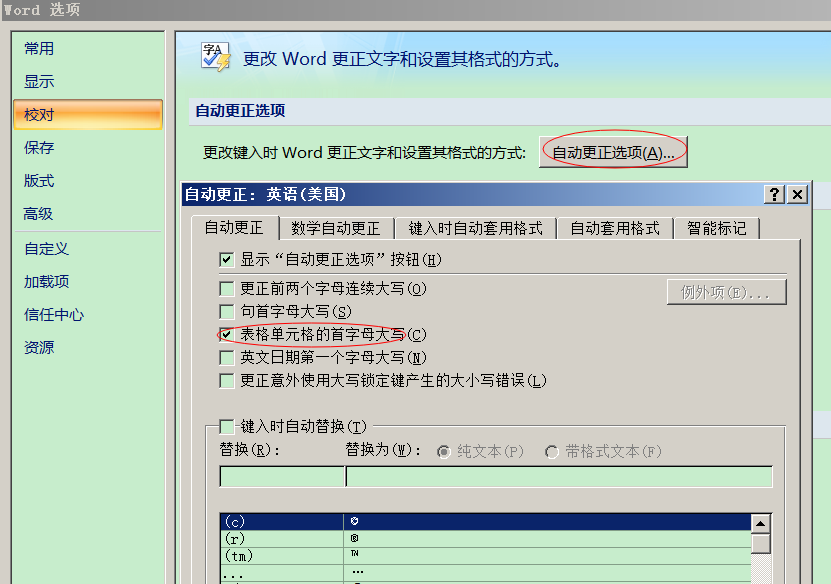 Word 选项
常用
显示
校对
保存
版式
高级
自定义
加载项
信任中心
资源
更改 Word 更正文字和设置其格式的方式。
自动更正选项
更改键入时 Word 更正文字和设置其格式的方式: 自动更正选项(A)...
自动更正: 英语(美国)
自动更正 数学自动更正 键入时自动套用格式 自动套用格式 智能标记
显示“自动更正选项”按钮(H)
更正前两个字母连续大写(O) 例外项(E)...
句首字母大写(S)
表格单元格的首字母大写(C)
英文日期第一个字母大写(N)
更正意外使用大写锁定键产生的大小写错误(L)
键入时自动替换(T)
替换(R): 替换为(W): 纯文本(P) 带格式文本(F)
(c) ©
(r) ®
(tm) ™
... …